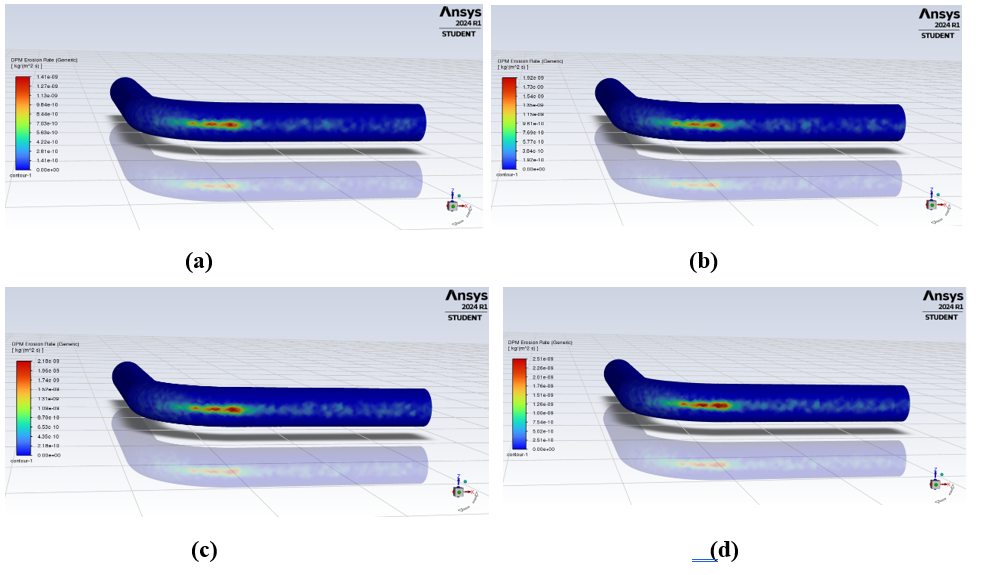 Ansys
2024 R1
STUDENT
DPM Erosion Rate (Generic)
[ kg/(m^2 s) ]
1.41e-09
1.27e-09
1.13e-09
9.84e-10
8.44e-10
7.03e-10
5.63e-10
4.22e-10
2.81e-10
1.41e-10
0.00e+00
contour-1
Z
X
(a)
Ansys
2024 R1
STUDENT
DPM Erosion Rate (Generic)
[ kg/(m^2 s) ]
1.92e-09
1.73e-09
1.54e-09
1.35e-09
1.15e-09
9.61e-10
7.69e-10
5.77e-10
3.84e-10
1.92e-10
0.00e+00
contour-1
Z
(b)
Ansys
2024 R1
STUDENT
DPM Erosion Rate (Generic)
[ kg/(m^2 s) ]
2.18e-09
1.96e-09
1.74e-09
1.52e-09
1.31e-09
1.09e-09
8.70e-10
6.53e-10
4.35e-10
2.18e-10
0.00e+00
contour-1
Z
(c)
Ansys
2024 R1
STUDENT
DPM Erosion Rate (Generic)
[ kg/(m^2 s) ]
2.51e-09
2.26e-09
2.01e-09
1.76e-09
1.51e-09
1.26e-09
1.00e-09
7.54e-10
5.02e-10
2.51e-10
0.00e+00
contour-1
Z
(d)